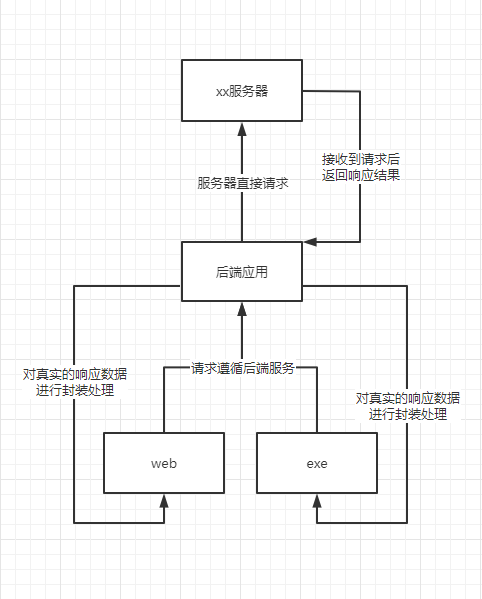 xx服务器
接收到请求后
返回响应结果
服务器直接请求
后端应用
请求遵循后端服务
对真实的响应数据
进行封装处理
对真实的响应数据
进行封装处理
web
exe